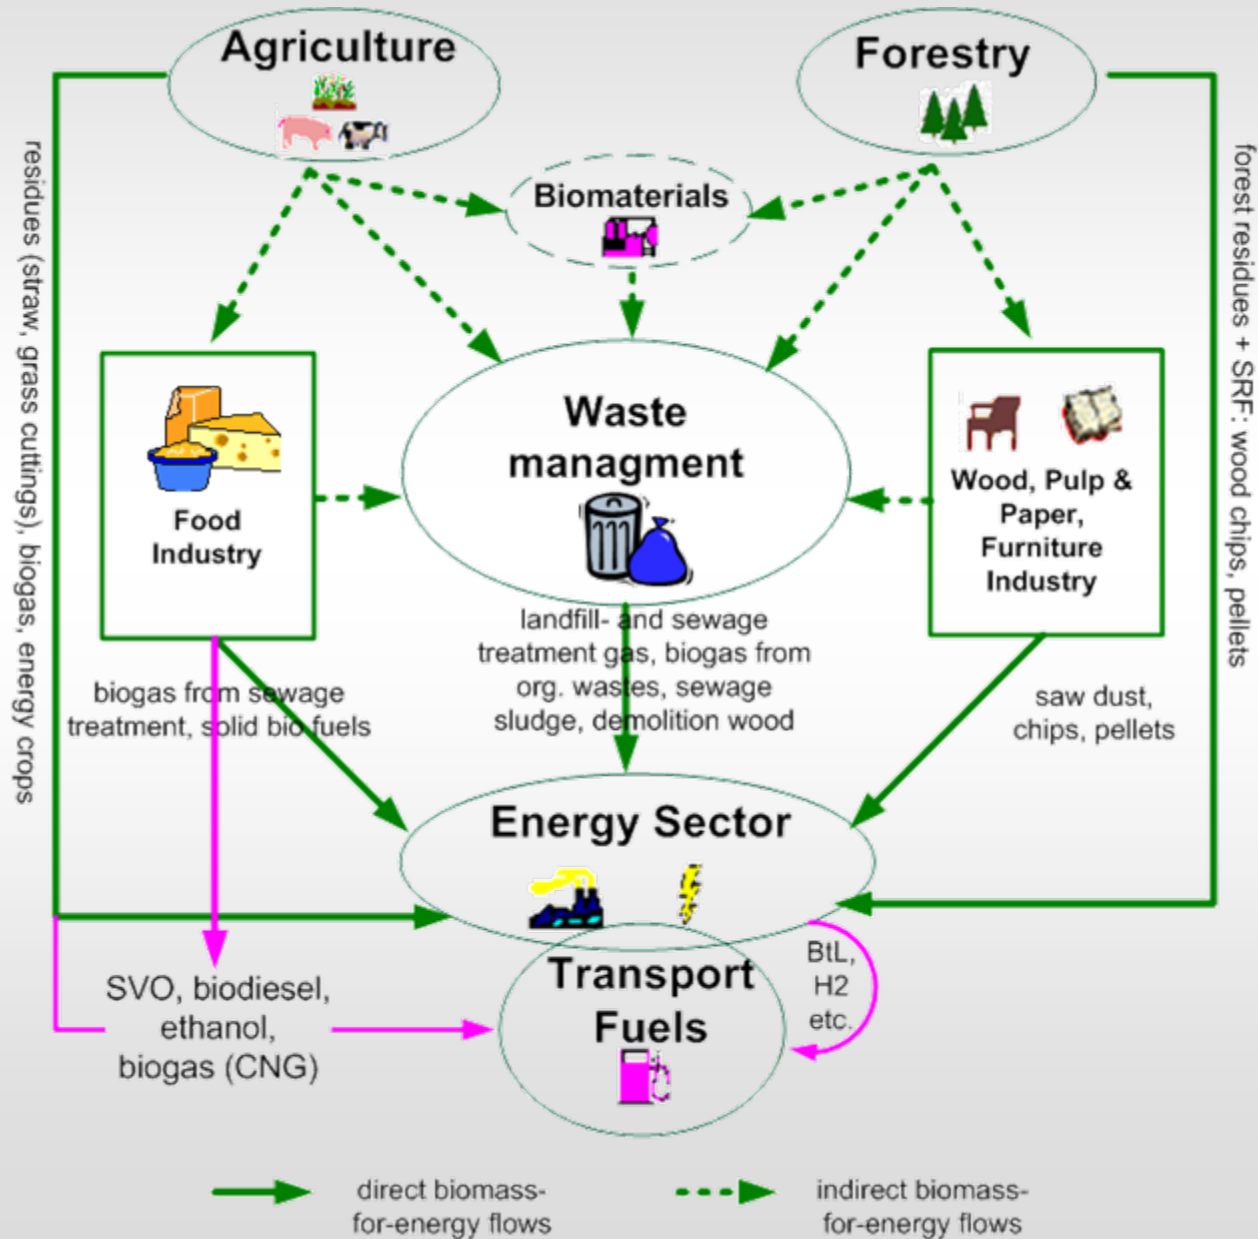 Agriculture
Forestry
Biomaterials
residues (straw, grass cuttings), biogas, energy crops
forest residues + SRF: wood chips, pellets
Waste
managment
Food
Industry
Wood, Pulp &
Paper,
Furniture
Industry
landfill- and sewage
treatment gas, biogas from
org. wastes, sewage
sludge, demolition wood
biogas from sewage
treatment, solid bio fuels
saw dust,
chips, pellets
Energy Sector
Transport
Fuels
BtL,
H2
etc.
SVO, biodiesel,
ethanol,
biogas (CNG)
direct biomass-
for-energy flows
indirect biomass-
for-energy flows